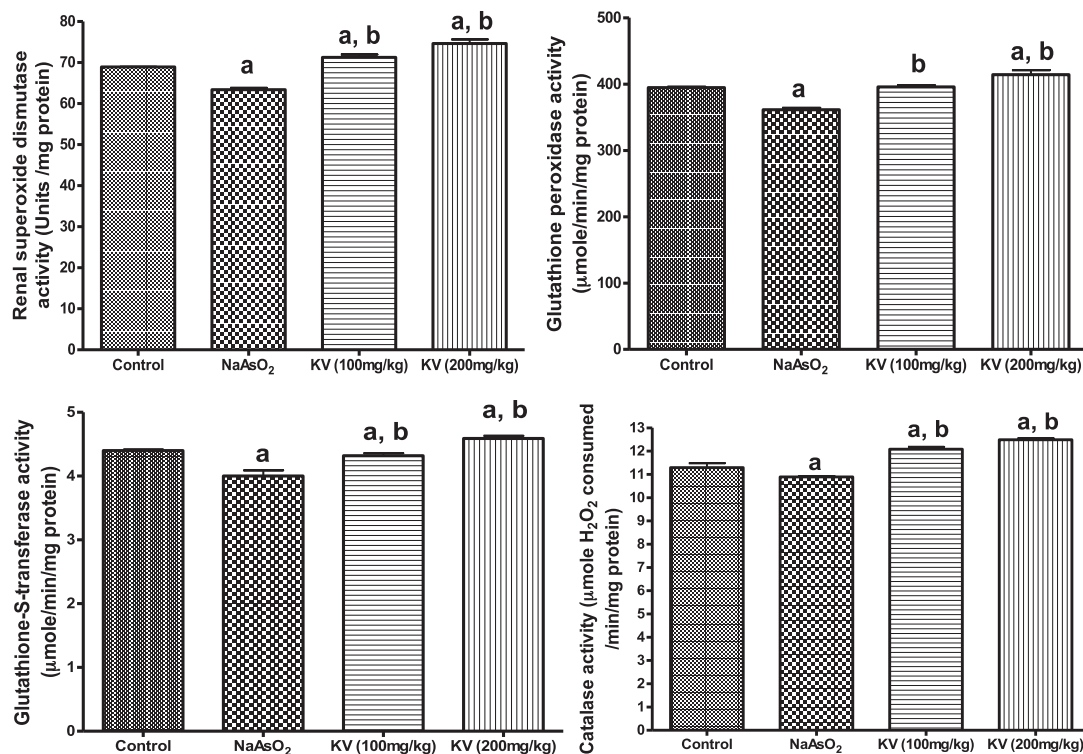 Renal superoxide dismutase
activity (Units /mg protein)
80
70
60
50
40
30
20
10
0
a
a, b
a, b
Control
NaAsO₂
KV (100mg/kg)
KV (200mg/kg)
Glutathione peroxidase activity
(μmole/min/mg protein)
500
400
300
200
100
0
a
b
a, b
Control
NaAsO₂
KV (100mg/kg)
KV (200mg/kg)
Glutathione-S-transferase activity
(μmole/min/mg protein)
5
4
3
2
1
0
a
a, b
a, b
Control
NaAsO₂
KV (100mg/kg)
KV (200mg/kg)
Catalase activity (μmole H₂O₂ consumed
/min/mg protein)
13
12
11
10
9
8
7
6
5
4
3
2
1
0
a
a, b
a, b
Control
NaAsO₂
KV (100mg/kg)
KV (200mg/kg)